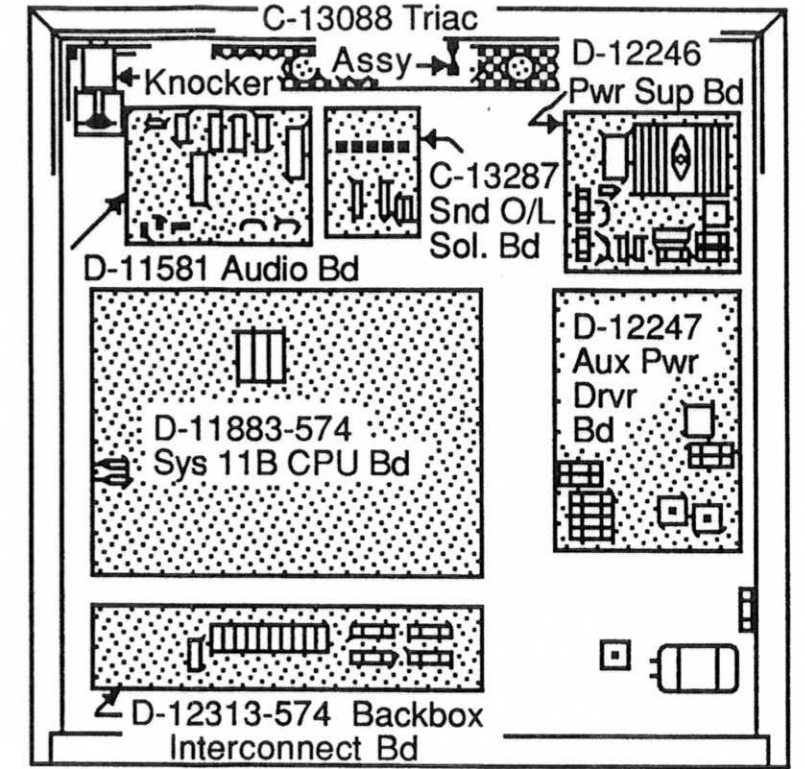 C-13088 Triac
Assy
Knocker
D-12246
Pwr Sup Bd
C-13287
Snd O/L
Sol. Bd
D-11581 Audio Bd
D-12247
Aux Pwr
Drvr
Bd
D-11883-574
Sys 11B CPU Bd
D-12313-574 Backbox
Interconnect Bd